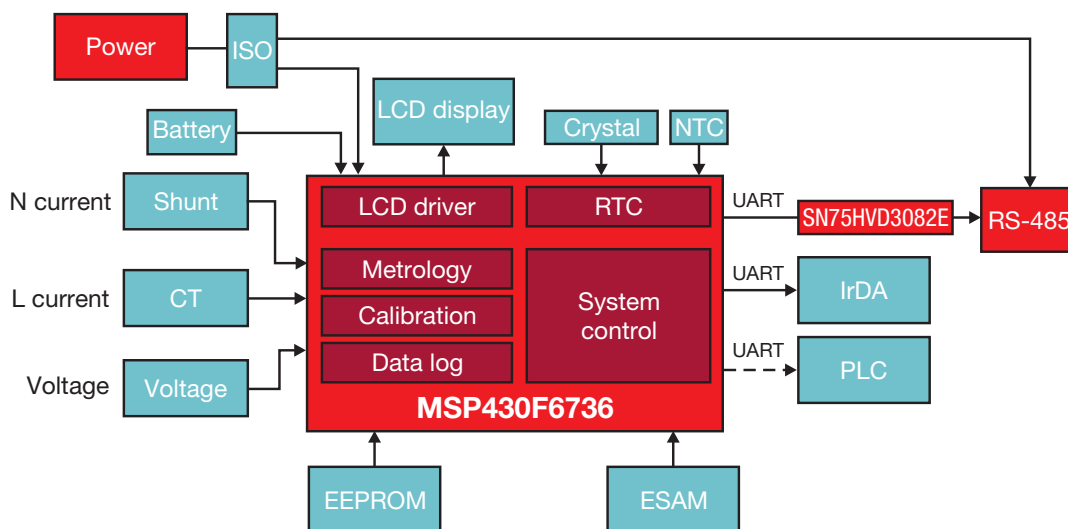 Power
ISO
LCD display
Battery
Crystal
NTC
N current
Shunt
LCD driver
RTC
UART
SN75HVD3082E
RS-485
Metrology
L current
CT
Calibration
System
control
UART
IrDA
Data log
Voltage
Voltage
UART
PLC
MSP430F6736
EEPROM
ESAM